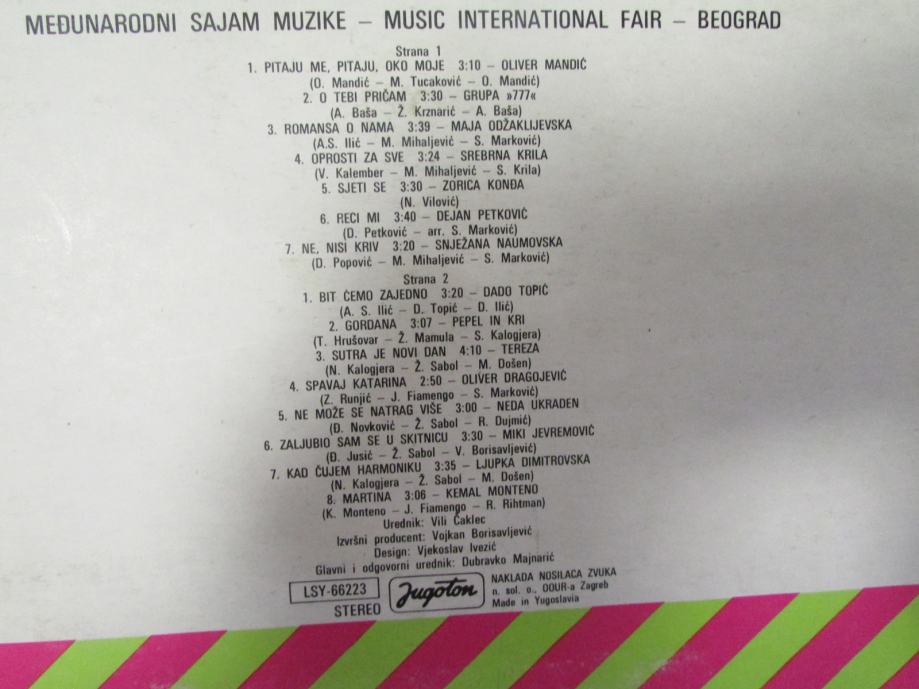 MEĐUNARODNI SAJAM MUZIKE – MUSIC INTERNATIONAL FAIR – BEOGRAD
Strana 1
1. PITAJU ME, PITAJU, OKO MOJE 3:10 – OLIVER MANDIĆ
(O. Mandić – M. Tucaković – O. Mandić)
2. O TEBI PRIČAM 3:30 – GRUPA »777«
(A. Baša – Ž. Krznarić – A. Baša)
3. ROMANSA O NAMA 3:39 – MAJA ODŽAKLIJEVSKA
(A.S. Ilić – M. Mihaljević – S. Marković)
4. OPROSTI ZA SVE 3:24 – SREBRNA KRILA
(V. Kalember – M. Mihaljević – S. Krila)
5. SJETI SE 3:30 – ZORICA KONĐA
(N. Vilović)
6. RECI MI 3:40 – DEJAN PETKOVIĆ
(D. Petković – arr. S. Marković)
7. NE, NISI KRIV 3:20 – SNJEŽANA NAUMOVSKA
(D. Popović – M. Mihaljević – S. Marković)
Strana 2
1. BIT ĆEMO ZAJEDNO 3:20 – DADO TOPIĆ
(A. S. Ilić – D. Topić – D. Ilić)
2. GORDANA 3:07 – PEPEL IN KRI
(T. Hrušovar – Ž. Mamula – S. Kalogjera)
3. SUTRA JE NOVI DAN 4:10 – TEREZA
(N. Kalogjera – Ž. Sabol – M. Došen)
4. SPAVAJ KATARINA 2:50 – OLIVER DRAGOJEVIĆ
(Z. Runjić – J. Fiamengo – S. Marković)
5. NE MOŽE SE NATRAG VIŠE 3:00 – NEDA UKRADEN
(Đ. Novković – Ž. Sabol – R. Dujmić)
6. ZALJUBIO SAM SE U SKITNICU 3:30 – MIKI JEVREMOVIĆ
(Đ. Jusić – Ž. Sabol – V. Borisavljević)
7. KAD ČUJEM HARMONIKU 3:35 – LJUPKA DIMITROVSKA
(N. Kalogjera – Ž. Sabol – M. Došen)
8. MARTINA 3:06 – KEMAL MONTENO
(K. Monteno – J. Fiamengo – R. Rihtman)
Urednik: Vili Čaklec
Izvršni producent: Vojkan Borisavljević
Design: Vjekoslav Ivezić
Glavni i odgovorni urednik: Dubravko Majnarić
LSY-66223
STEREO
Jugoton
NAKLADA NOSILACA ZVUKA
n. sol. o., OOUR-a Zagreb
Made in Yugoslavia